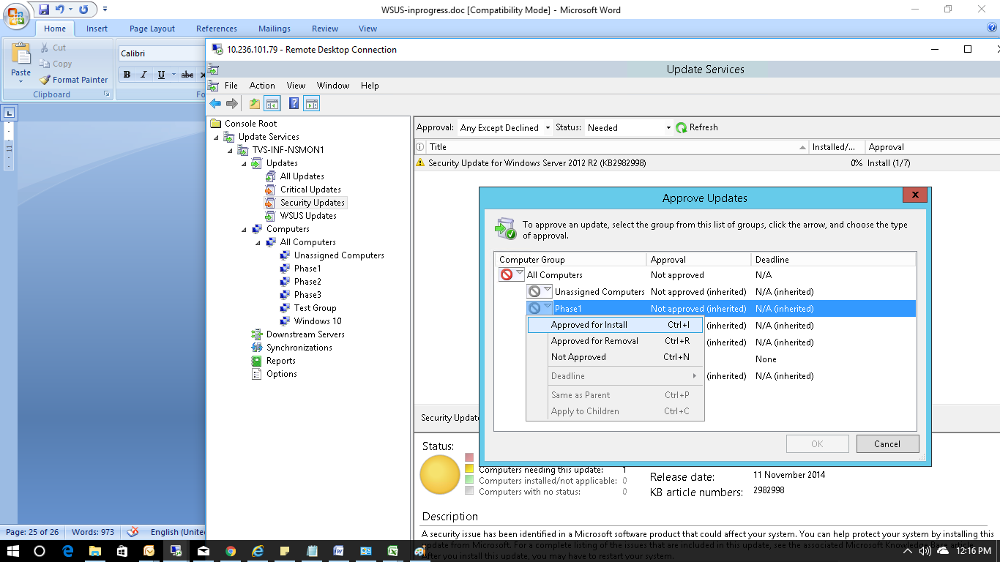 WSUS-inprogress.doc [Compatibility Mode] - Microsoft Word
Home Insert Page Layout References Mailings Review View
Cut
Copy
Format Painter
Paste
Clipboard
Calibri
B I U abc
Fo
10.236.101.79 - Remote Desktop Connection
Update Services
File Action View Window Help
Console Root
Update Services
TVS-INF-NSMON1
Updates
All Updates
Critical Updates
Security Updates
WSUS Updates
Computers
All Computers
Unassigned Computers
Phase1
Phase2
Phase3
Test Group
Windows 10
Downstream Servers
Synchronizations
Reports
Options
Approval: Any Except Declined Status: Needed Refresh
Title Installed/... Approval
Security Update for Windows Server 2012 R2 (KB2982998) 0% Install (1/7)
Approve Updates
To approve an update, select the group from this list of groups, click the arrow, and choose the type
of approval.
Computer Group Approval Deadline
All Computers Not approved N/A
Unassigned Computers Not approved (inherited) N/A (inherited)
Phase1 Not approved (inherited) N/A (inherited)
(inherited) N/A (inherited)
(inherited) N/A (inherited)
None
(inherited) N/A (inherited)
Approved for Install Ctrl+I
Approved for Removal Ctrl+R
Not Approved Ctrl+N
Deadline
Same as Parent Ctrl+P
Apply to Children Ctrl+C
OK Cancel
Security Update
Status:
Computers needing this update: 1
Computers installed/not applicable: 0
Computers with no status: 0
Release date: 11 November 2014
KB article numbers: 2982998
Description
A security issue has been identified in a Microsoft software product that could affect your system. You can help protect your system by installing this
update from Microsoft. For a complete listing of the issues that are included in this update, see the associated Microsoft Knowledge Base article.
After you install this update, you may have to restart your system.
Page: 25 of 26 Words: 973 English (Unite
12:16 PM